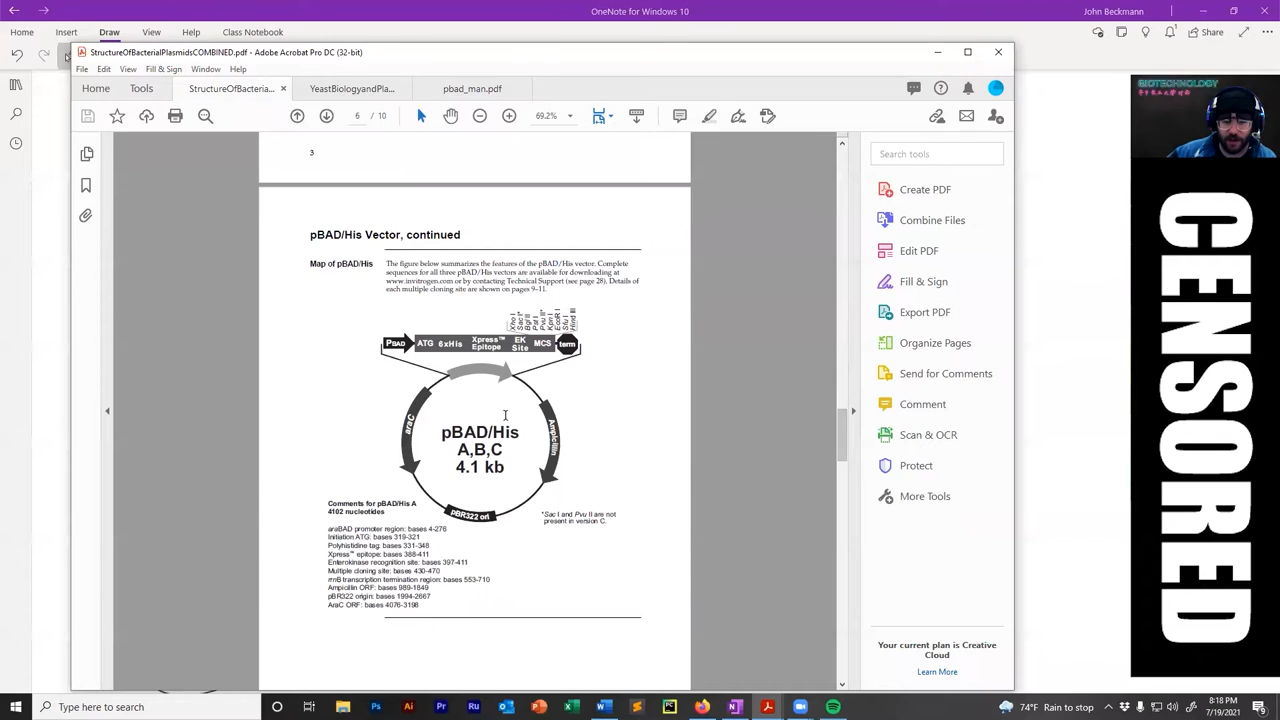 OneNote for Windows 10
John Beckmann
Home Insert Draw View Help Class Notebook
Share
StructureOfBacterialPlasmidsCOMBINED.pdf - Adobe Acrobat Pro DC (32-bit)
File Edit View Fill & Sign Window Help
Home Tools StructureOfBacteria... YeastBiologyandPla...
6 / 10 69.2%
3
pBAD/His Vector, continued
Map of pBAD/His
The figure below summarizes the features of the pBAD/His vector. Complete
sequences for all three pBAD/His vectors are available for downloading at
www.invitrogen.com or by contacting Technical Support (see page 28). Details of
each multiple cloning site are shown on pages 9–11.
Xho I
Sac I*
Bgl II
Pst I
Pvu II*
Kpn I
EcoR I
Sfu I
Hind III
PBAD ATG 6xHis Xpress™ Epitope EK Site MCS term
araC
Ampicillin
pBAD/His
A,B,C
4.1 kb
pBR322 ori
Comments for pBAD/His A
4102 nucleotides
*Sac I and Pvu II are not
present in version C.
araBAD promoter region: bases 4-276
Initiation ATG: bases 319-321
Polyhistidine tag: bases 331-348
Xpress™ epitope: bases 388-411
Enterokinase recognition site: bases 397-411
Multiple cloning site: bases 430-470
rrnB transcription termination region: bases 553-710
Ampicillin ORF: bases 989-1849
pBR322 origin: bases 1994-2667
AraC ORF: bases 4076-3198
Search tools
Create PDF
Combine Files
Edit PDF
Fill & Sign
Export PDF
Organize Pages
Send for Comments
Comment
Scan & OCR
Protect
More Tools
Your current plan is Creative
Cloud
Learn More
BIOTECHNOLOGY
CENSORED
Type here to search
74°F Rain to stop
8:18 PM
7/19/2021